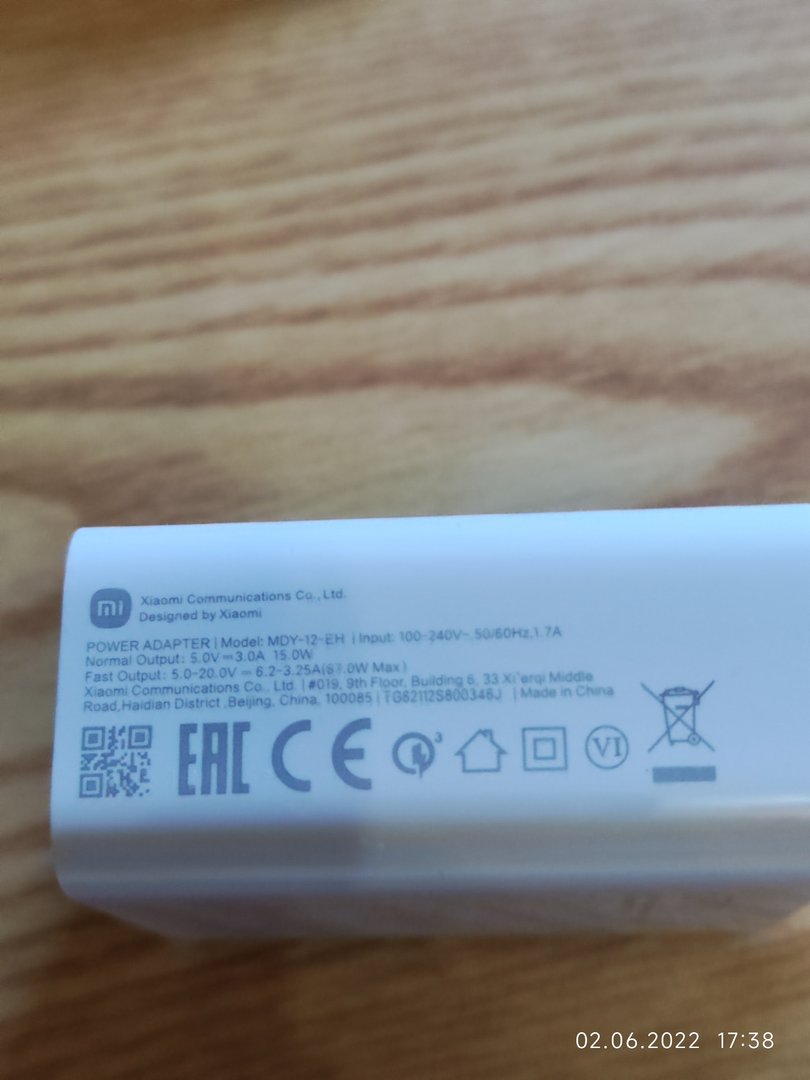 mi
Xiaomi Communications Co., Ltd.
Designed by Xiaomi
POWER ADAPTER | Model: MDY-12-EH | Input: 100-240V~ 50/60Hz,1.7A
Normal Output: 5.0V⎓3.0A 15.0W
Fast Output: 5.0-20.0V⎓6.2-3.25A(67.0W Max)
Xiaomi Communications Co., Ltd. | #019, 9th Floor, Building 6, 33 Xi'erqi Middle
Road,Haidian District ,Beijing, China, 100085 | TG62112S800346J | Made in China
EAC CE 3 VI
02.06.2022 17:38